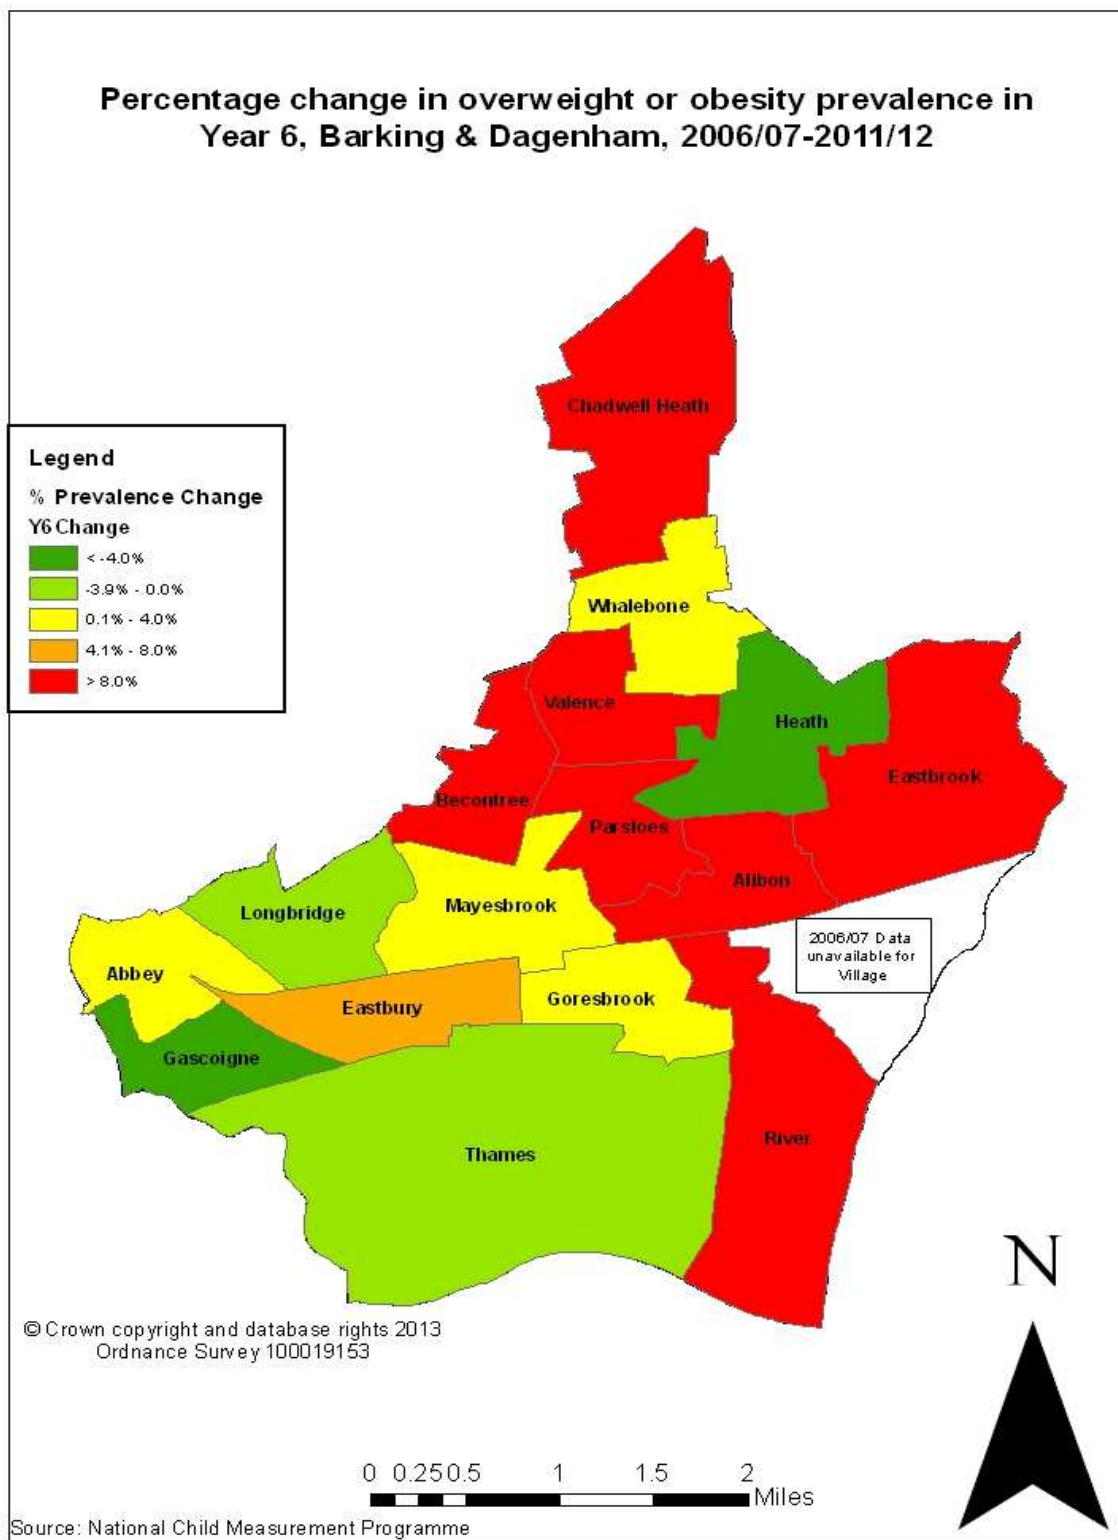 Percentage change in overweight or obesity prevalence in
Year 6, Barking & Dagenham, 2006/07-2011/12
Chadwell Heath
Legend
% Prevalence Change
Y6 Change
< -4.0%
-3.9% - 0.0%
0.1% - 4.0%
4.1% - 8.0%
> 8.0%
Whalebone
Valence
Heath
Eastbrook
Becontree
Parsloes
Alibon
Longbridge
Mayesbrook
2006/07 Data
unavailable for
Village
Abbey
Goresbrook
Eastbury
Gascoigne
River
Thames
N
© Crown copyright and database rights 2013
Ordnance Survey 100019153
0 0.25 0.5 1 1.5 2
Miles
Source: National Child Measurement Programme